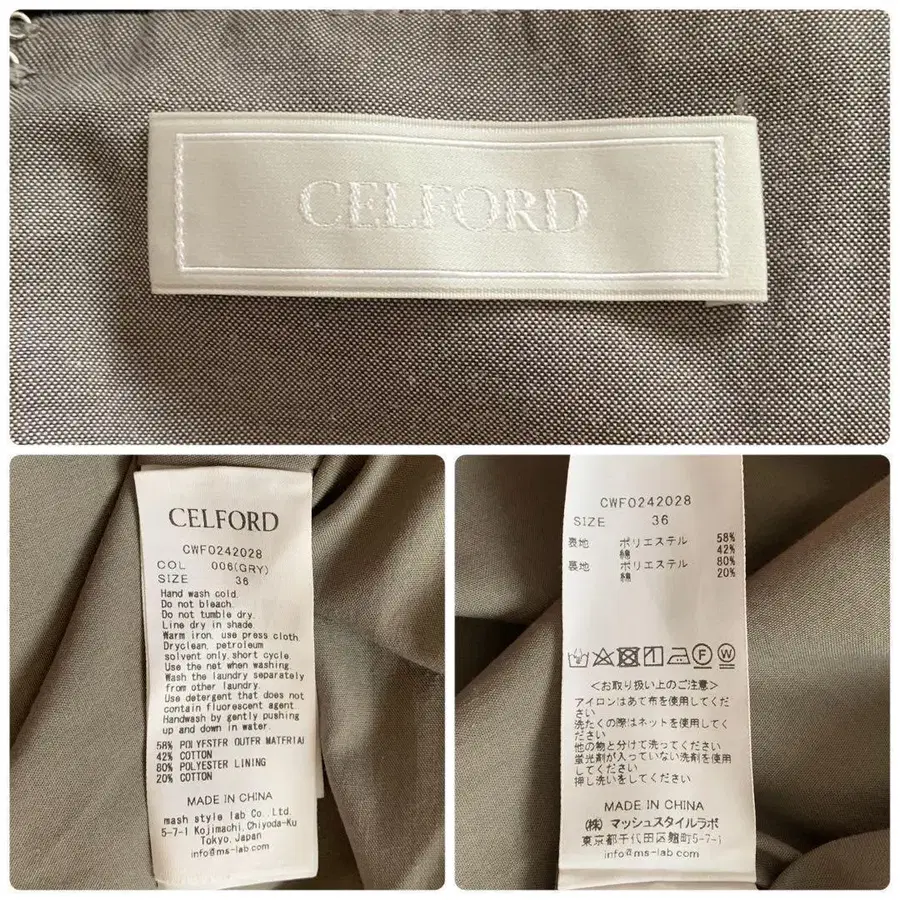 CELFORD
CELFORD
CWFO242028
COL 006(GRY)
SIZE 36
Hand wash cold.
Do not bleach.
Do not tumble dry.
Line dry in shade.
Warm iron, use press cloth.
Dryclean, petroleum
solvent only, short cycle.
Use the net when washing.
Wash the laundry separately
from other laundry.
Use detergent that does not
contain fluorescent agent.
Handwash by gently pushing
up and down in water.
58% POLYESTER OUTER MATERIAL
42% COTTON
80% POLYESTER LINING
20% COTTON
MADE IN CHINA
mash style lab Co., Ltd.
5-7-1 Kojimachi, Chiyoda-Ku
Tokyo, Japan
info@ms-lab.com
CWFO242028
SIZE 36
表地 ポリエステル 58%
綿 42%
裏地 ポリエステル 80%
綿 20%
<お取り扱い上のご注意>
アイロンはあて布を使用してくだ
さい
洗たくの際はネットを使用してく
ださい
他の物と分けて洗ってください
蛍光剤が入っていない洗剤を使用
してください
押し洗いをしてください
MADE IN CHINA
(株)マッシュスタイルラボ
東京都千代田区麹町5-7-1
info@ms-lab.com